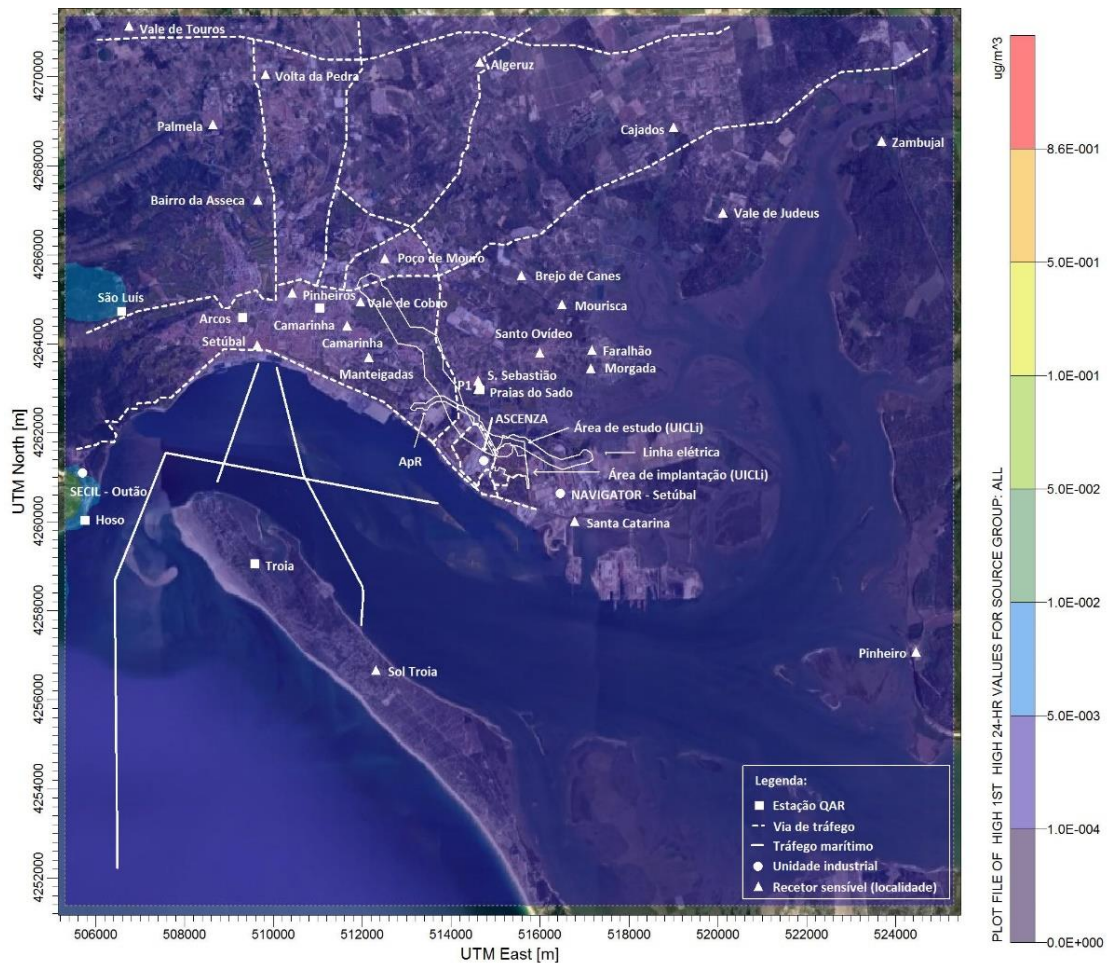 Vale de Touros
Volta da Pedra
Algeruz
Palmela
Cajados
Zambujal
Bairro da Asseca
Vale de Judeus
Poço de Mouro
Brejo de Canes
São Luís
Pinheiros
Vale de Cobro
Mourisca
Arcos
Camarinha
Camarinha
Santo Ovídeo
Setúbal
Faralhão
Manteigadas
Morgada
P1
S. Sebastião
Praias do Sado
ASCENZA
Área de estudo (UICLi)
ApR
Linha elétrica
Área de implantação (UICLi)
SECIL - Outão
NAVIGATOR - Setúbal
Hoso
Santa Catarina
Troia
Pinheiro
Sol Troia
Legenda:
Estação QAR
Via de tráfego
Tráfego marítimo
Unidade industrial
Recetor sensível (localidade)
UTM North [m]
4270000
4268000
4266000
4264000
4262000
4260000
4258000
4256000
4254000
4252000
506000 508000 510000 512000 514000 516000 518000 520000 522000 524000
UTM East [m]
ug/m^3
8.6E-001
5.0E-001
1.0E-001
5.0E-002
1.0E-002
5.0E-003
1.0E-004
0.0E+000
PLOT FILE OF HIGH 1ST HIGH 24-HR VALUES FOR SOURCE GROUP: ALL